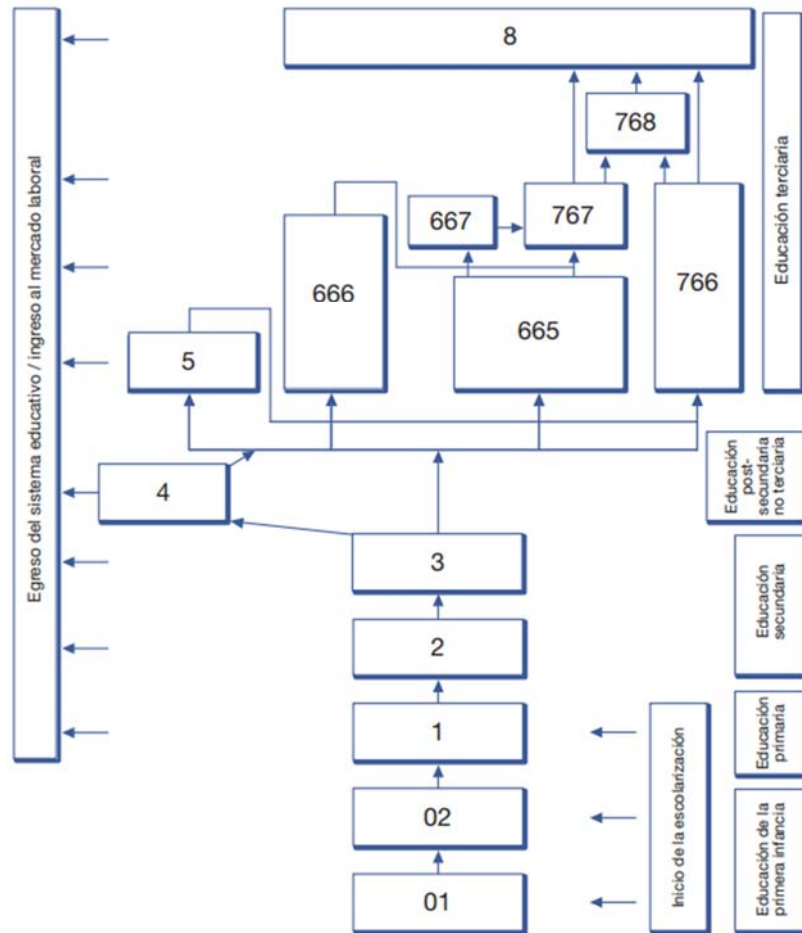 8
768
667
767
666
665
766
5
4
3
2
1
02
01
Egreso del sistema educativo / ingreso al mercado laboral
Inicio de la escolarización
Educación terciaria
Educación
post-
secundaria
no terciaria
Educación
secundaria
Educación
primaria
Educación de la
primera infancia